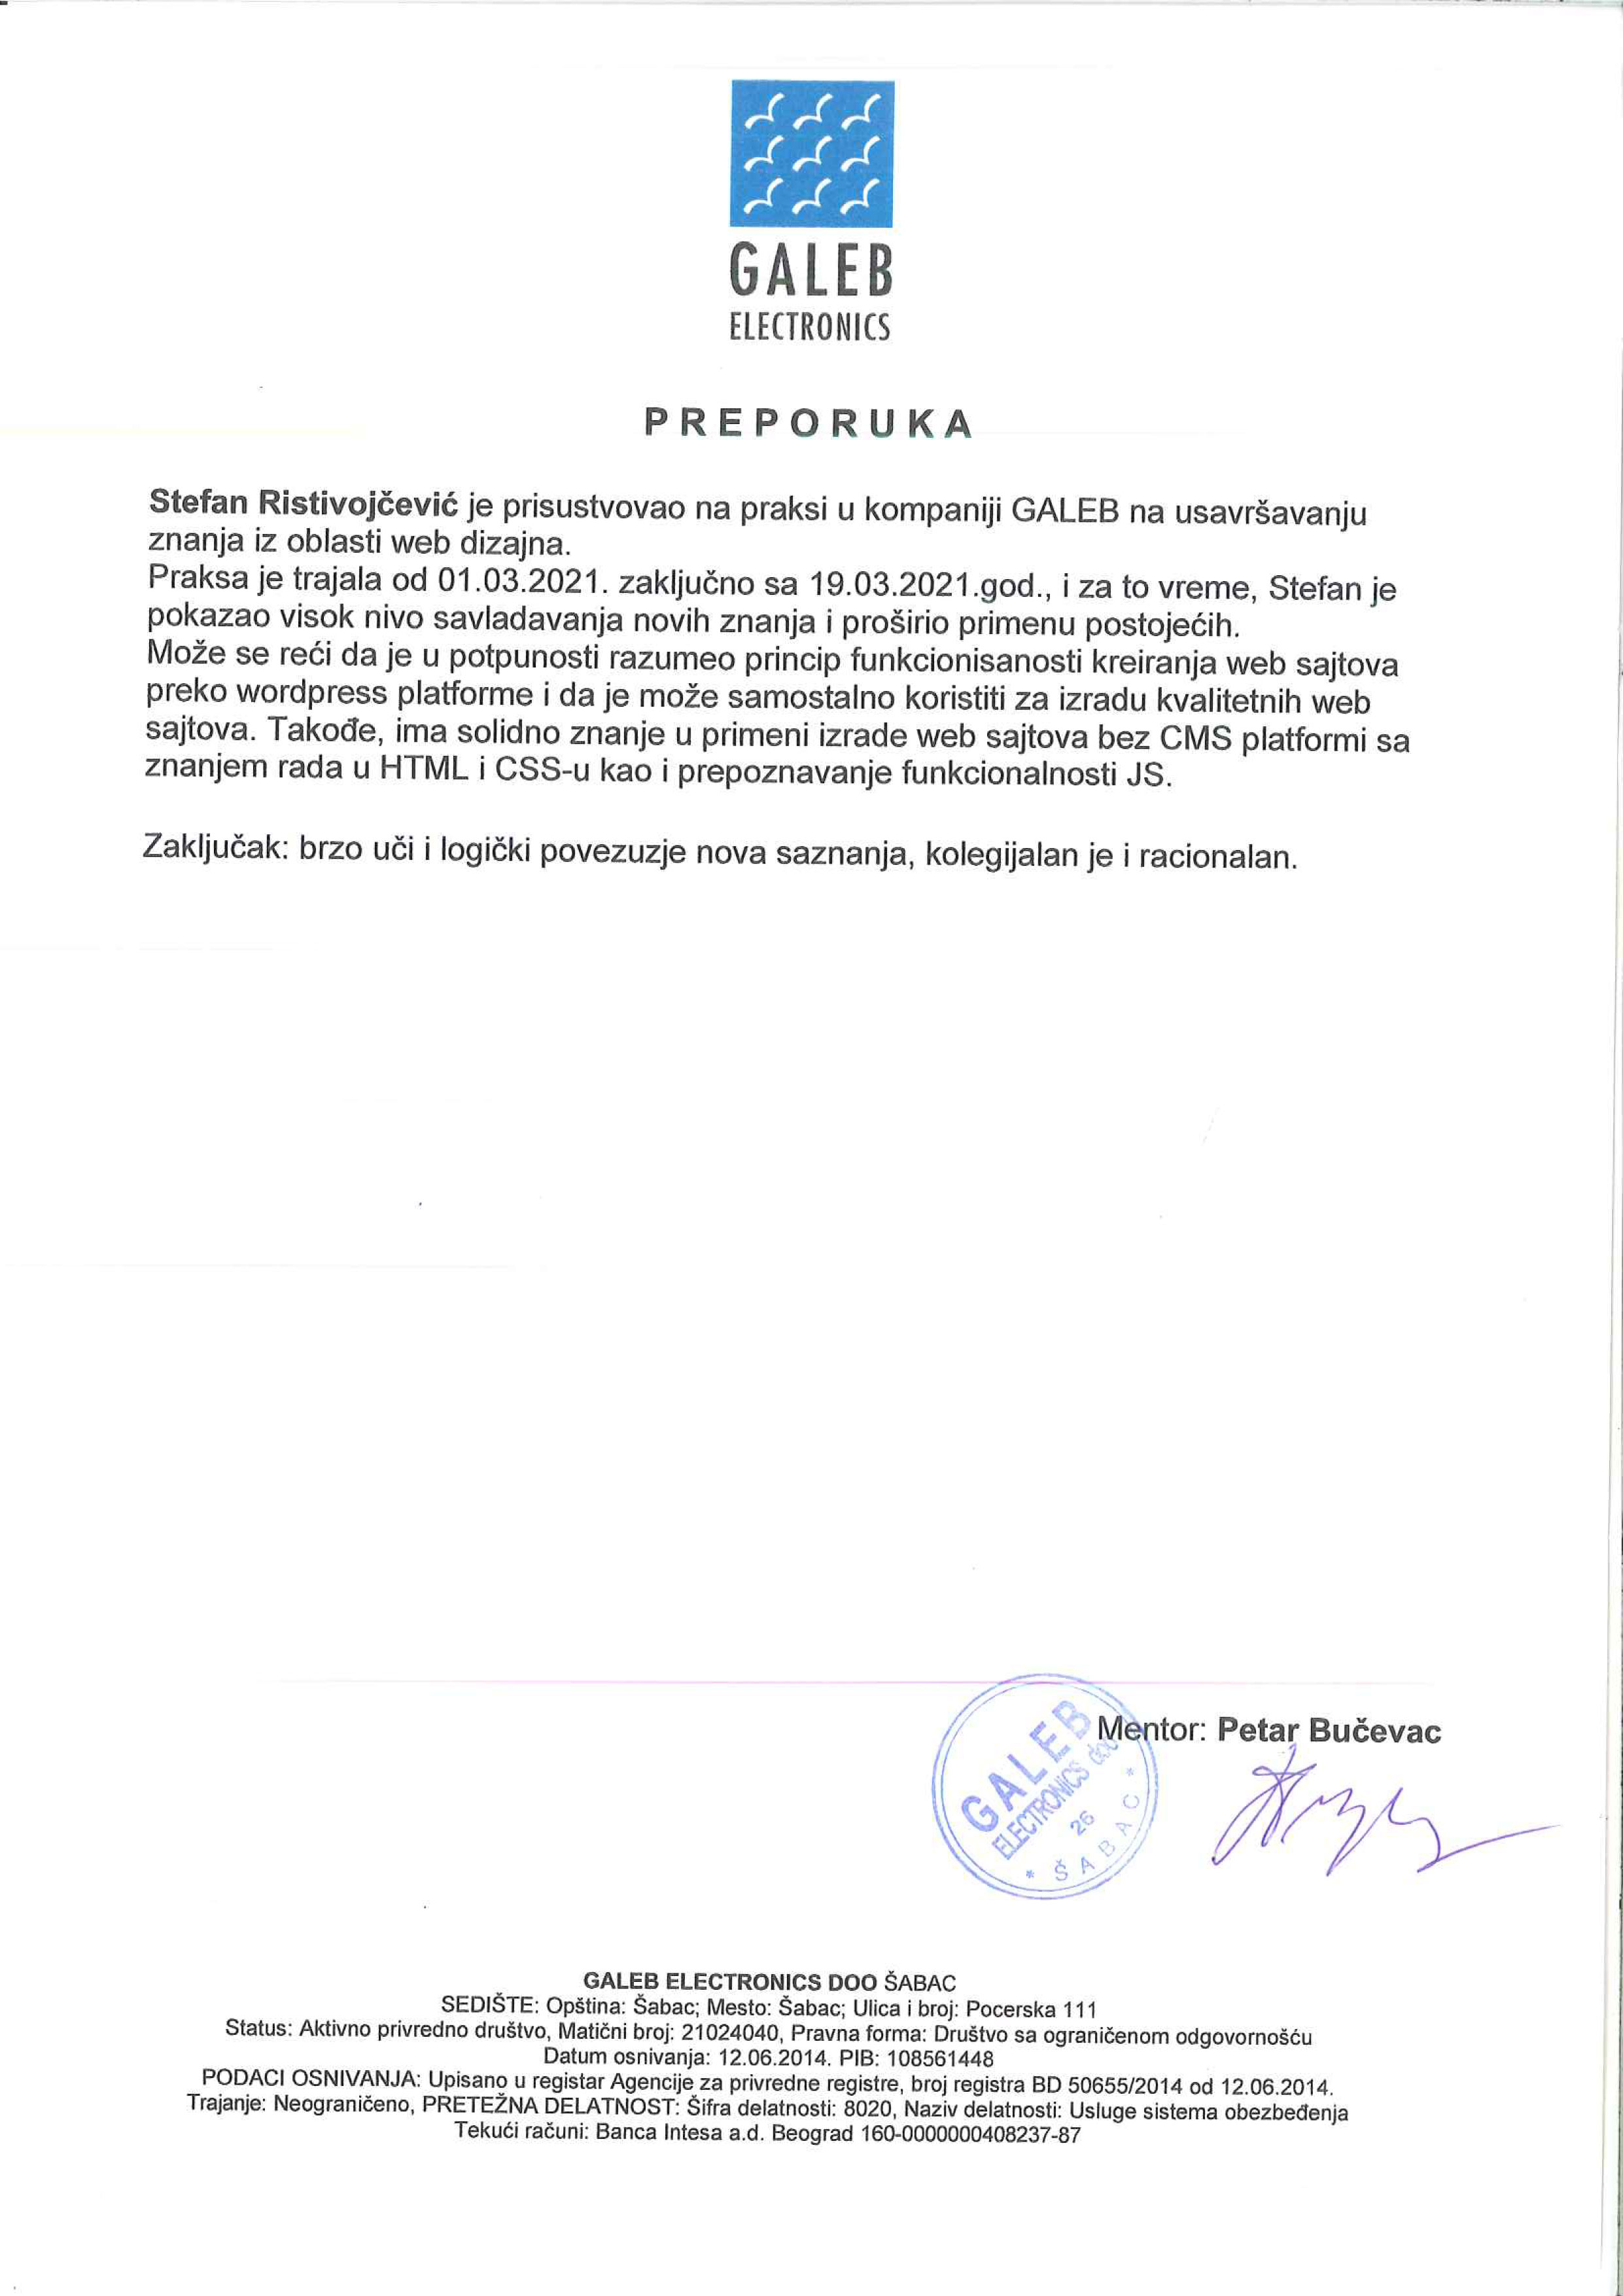 GALEB
ELECTRONICS
PREPORUKA
Stefan Ristivojčević je prisustvovao na praksi u kompaniji GALEB na usavršavanju
znanja iz oblasti web dizajna.
Praksa je trajala od 01.03.2021. zaključno sa 19.03.2021.god., i za to vreme, Stefan je
pokazao visok nivo savladavanja novih znanja i proširio primenu postojećih.
Može se reći da je u potpunosti razumeo princip funkcionisanosti kreiranja web sajtova
preko wordpress platforme i da je može samostalno koristiti za izradu kvalitetnih web
sajtova. Takođe, ima solidno znanje u primeni izrade web sajtova bez CMS platformi sa
znanjem rada u HTML i CSS-u kao i prepoznavanje funkcionalnosti JS.
Zaključak: brzo uči i logički povezuzje nova saznanja, kolegijalan je i racionalan.
Mentor: Petar Bučevac
GALEB
ELECTRONICS doo
26
* ŠABAC *
GALEB ELECTRONICS DOO ŠABAC
SEDIŠTE: Opština: Šabac; Mesto: Šabac; Ulica i broj: Pocerska 111
Status: Aktivno privredno društvo, Matični broj: 21024040, Pravna forma: Društvo sa ograničenom odgovornošću
Datum osnivanja: 12.06.2014. PIB: 108561448
PODACI OSNIVANJA: Upisano u registar Agencije za privredne registre, broj registra BD 50655/2014 od 12.06.2014.
Trajanje: Neograničeno, PRETEŽNA DELATNOST: Šifra delatnosti: 8020, Naziv delatnosti: Usluge sistema obezbeđenja
Tekući računi: Banca Intesa a.d. Beograd 160-0000000408237-87